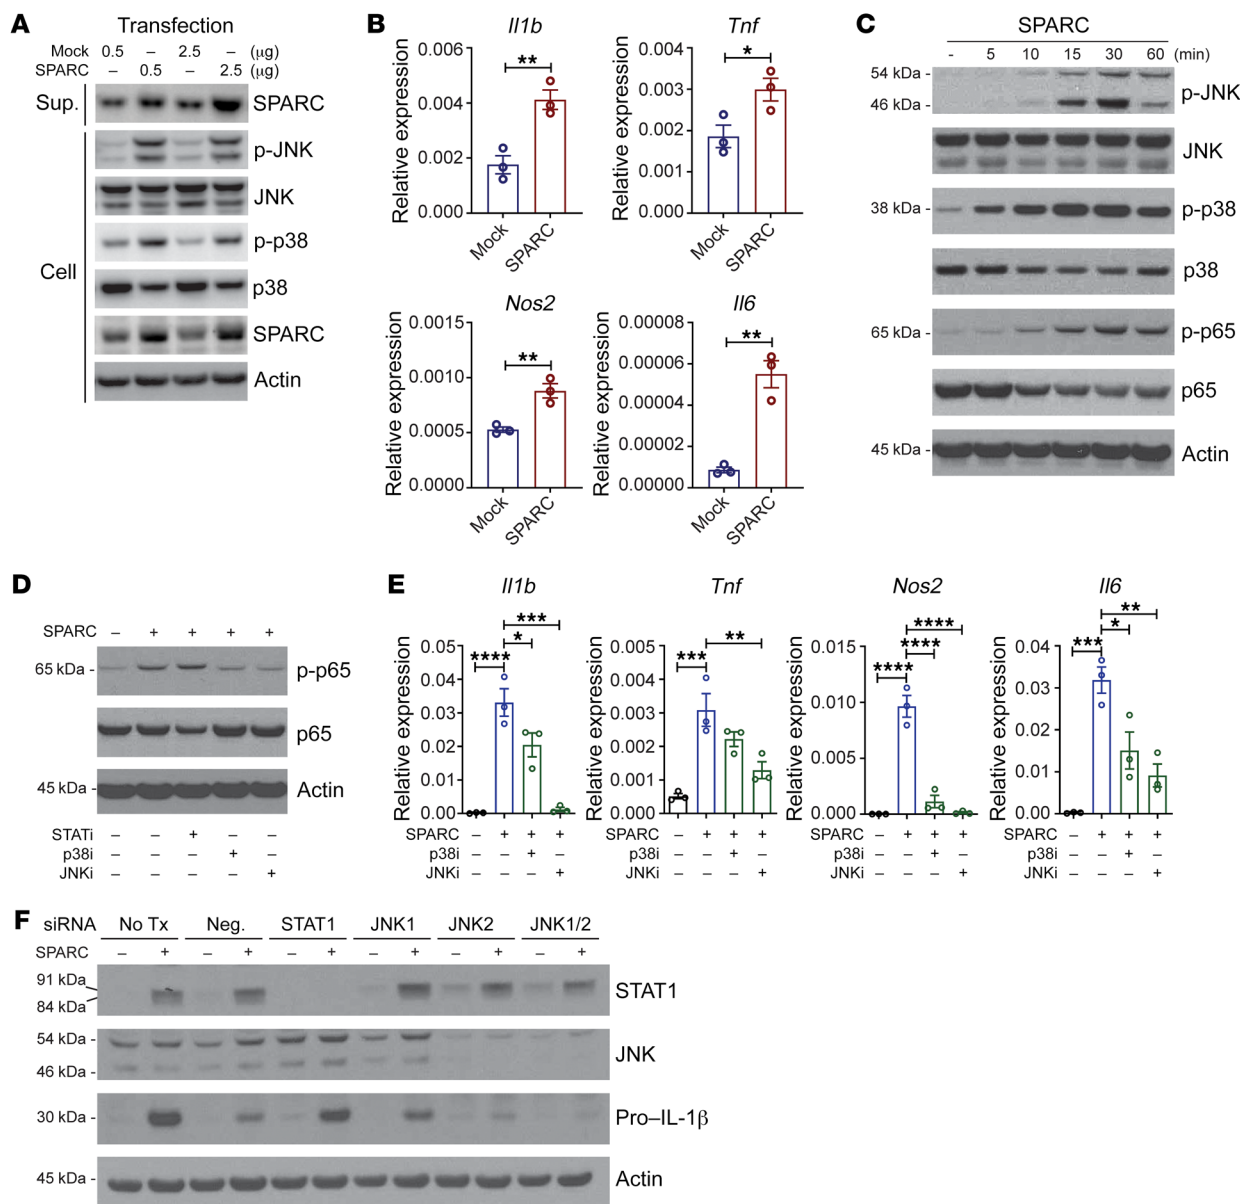 A
Transfection
Mock 0.5 – 2.5 – (μg)
SPARC – 0.5 – 2.5 (μg)
Sup.
SPARC
Cell
p-JNK
JNK
p-p38
p38
SPARC
Actin
B
Il1b
Relative expression
0.006
0.004
0.002
0.000
**
Mock
SPARC
Tnf
Relative expression
0.004
0.003
0.002
0.001
0.000
*
Mock
SPARC
Nos2
Relative expression
0.0015
0.0010
0.0005
0.0000
**
Mock
SPARC
Il6
Relative expression
0.00008
0.00006
0.00004
0.00002
0.00000
**
Mock
SPARC
C
SPARC
- 5 10 15 30 60 (min)
54 kDa -
46 kDa -
p-JNK
JNK
38 kDa -
p-p38
p38
65 kDa -
p-p65
p65
45 kDa -
Actin
D
SPARC – + + + +
65 kDa -
p-p65
p65
45 kDa -
Actin
STATi – – + – –
p38i – – – + –
JNKi – – – – +
E
Il1b
Relative expression
0.05
0.04
0.03
0.02
0.01
0.00
***
*
****
SPARC – + + +
p38i – – + –
JNKi – – – +
Tnf
Relative expression
0.005
0.004
0.003
0.002
0.001
0.000
**
***
SPARC – + + +
p38i – – + –
JNKi – – – +
Nos2
Relative expression
0.015
0.010
0.005
0.000
****
****
****
SPARC – + + +
p38i – – + –
JNKi – – – +
Il6
Relative expression
0.04
0.03
0.02
0.01
0.00
**
*
***
SPARC – + + +
p38i – – + –
JNKi – – – +
F
siRNA No Tx Neg. STAT1 JNK1 JNK2 JNK1/2
SPARC – + – + – + – + – + – +
91 kDa
84 kDa
STAT1
54 kDa -
46 kDa -
JNK
30 kDa -
Pro–IL-1β
45 kDa -
Actin